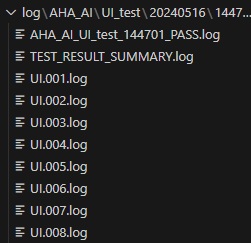 log\AHA_AI\UI_test\20240516\1447...
AHA_AI_UI_test_144701_PASS.log
TEST_RESULT_SUMMARY.log
UI.001.log
UI.002.log
UI.003.log
UI.004.log
UI.005.log
UI.006.log
UI.007.log
UI.008.log